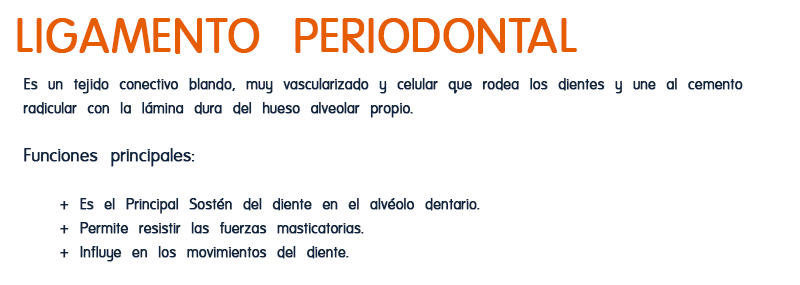 LIGAMENTO PERIODONTAL
Es un tejido conectivo blando, muy vascularizado y celular que rodea los dientes y une al cemento
radicular con la lámina dura del hueso alveolar propio.
Funciones principales:
+ Es el Principal Sostén del diente en el alvéolo dentario.
+ Permite resistir las fuerzas masticatorias.
+ Influye en los movimientos del diente.